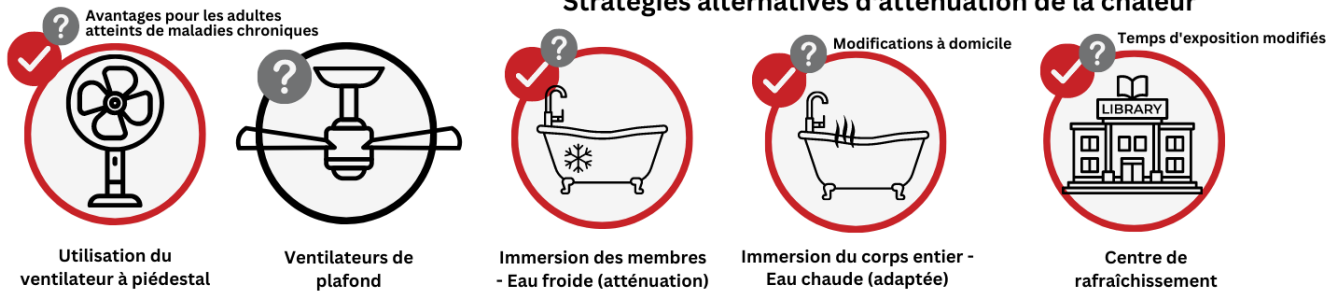 Stratégies alternatives d'atténuation de la chaleur
Avantages pour les adultes
atteints de maladies chroniques
?
?
?
?
Modifications à domicile
?
Temps d'exposition modifiés
LIBRARY
Utilisation du
ventilateur à piédestal
Ventilateurs de
plafond
Immersion des membres
- Eau froide (atténuation)
Immersion du corps entier -
Eau chaude (adaptée)
Centre de
rafraîchissement